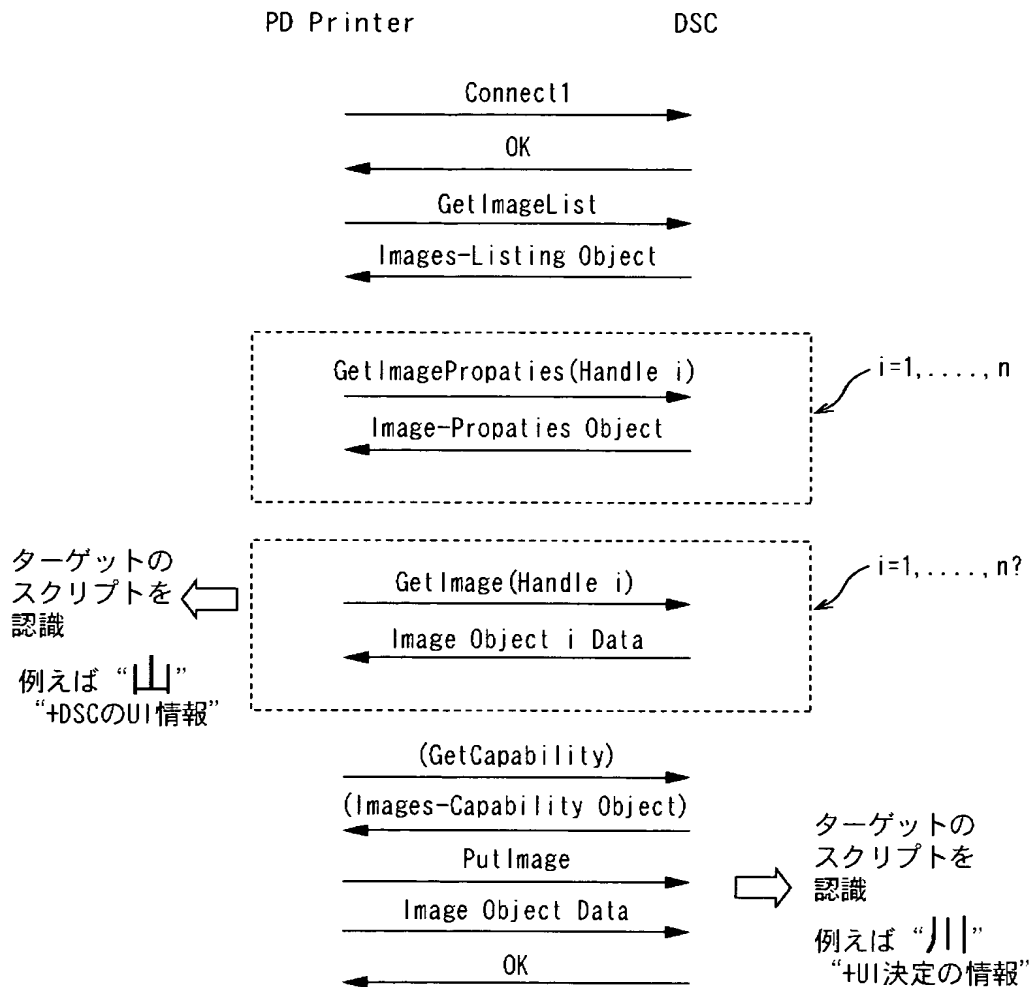 PD Printer
DSC
Connect1
OK
GetImageList
Images-Listing Object
GetImagePropaties(Handle i)
Image-Propaties Object
i=1,....,n
ターゲットの
スクリプトを
認識
例えば “山”
“+DSCのUI情報”
GetImage(Handle i)
Image Object i Data
i=1,....,n?
(GetCapability)
(Images-Capability Object)
PutImage
Image Object Data
OK
ターゲットの
スクリプトを
認識
例えば “川”
“+UI決定の情報”